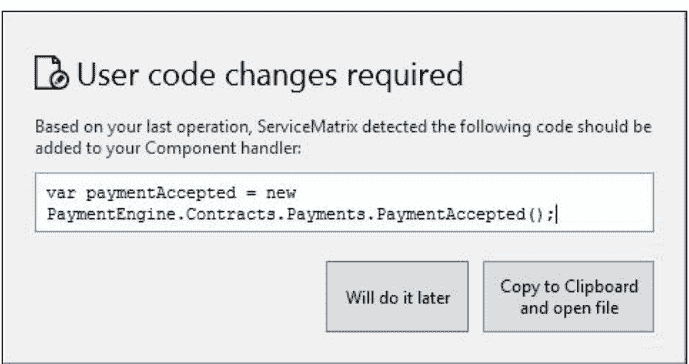 User code changes required
Based on your last operation, ServiceMatrix detected the following code should be
added to your Component handler:
var paymentAccepted = new
PaymentEngine.Contracts.Payments.PaymentAccepted();
Will do it later
Copy to Clipboard
and open file